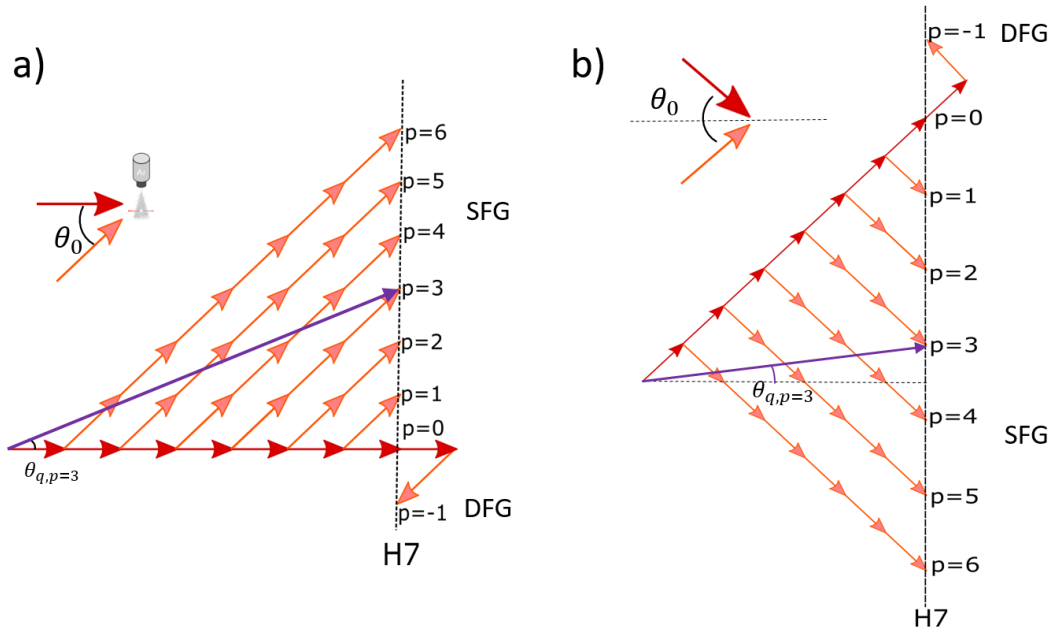 a)
p=6
p=5
SFG
p=4
θ₀
p=3
p=2
p=1
p=0
θq,p=3
p=-1 DFG
H7
b)
p=-1 DFG
θ₀
p=0
p=1
p=2
p=3
θq,p=3
p=4
SFG
p=5
p=6
H7